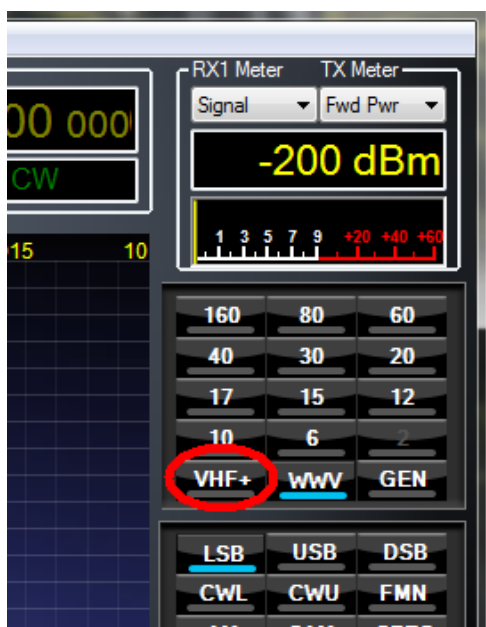 RX1 Meter TX Meter
Signal Fwd Pwr
00 000
-200 dBm
CW
1 3 5 7 9 +20 +40 +60
15 10
160 80 60
40 30 20
17 15 12
10 6 2
VHF+ WWV GEN
LSB USB DSB
CWL CWU FMN